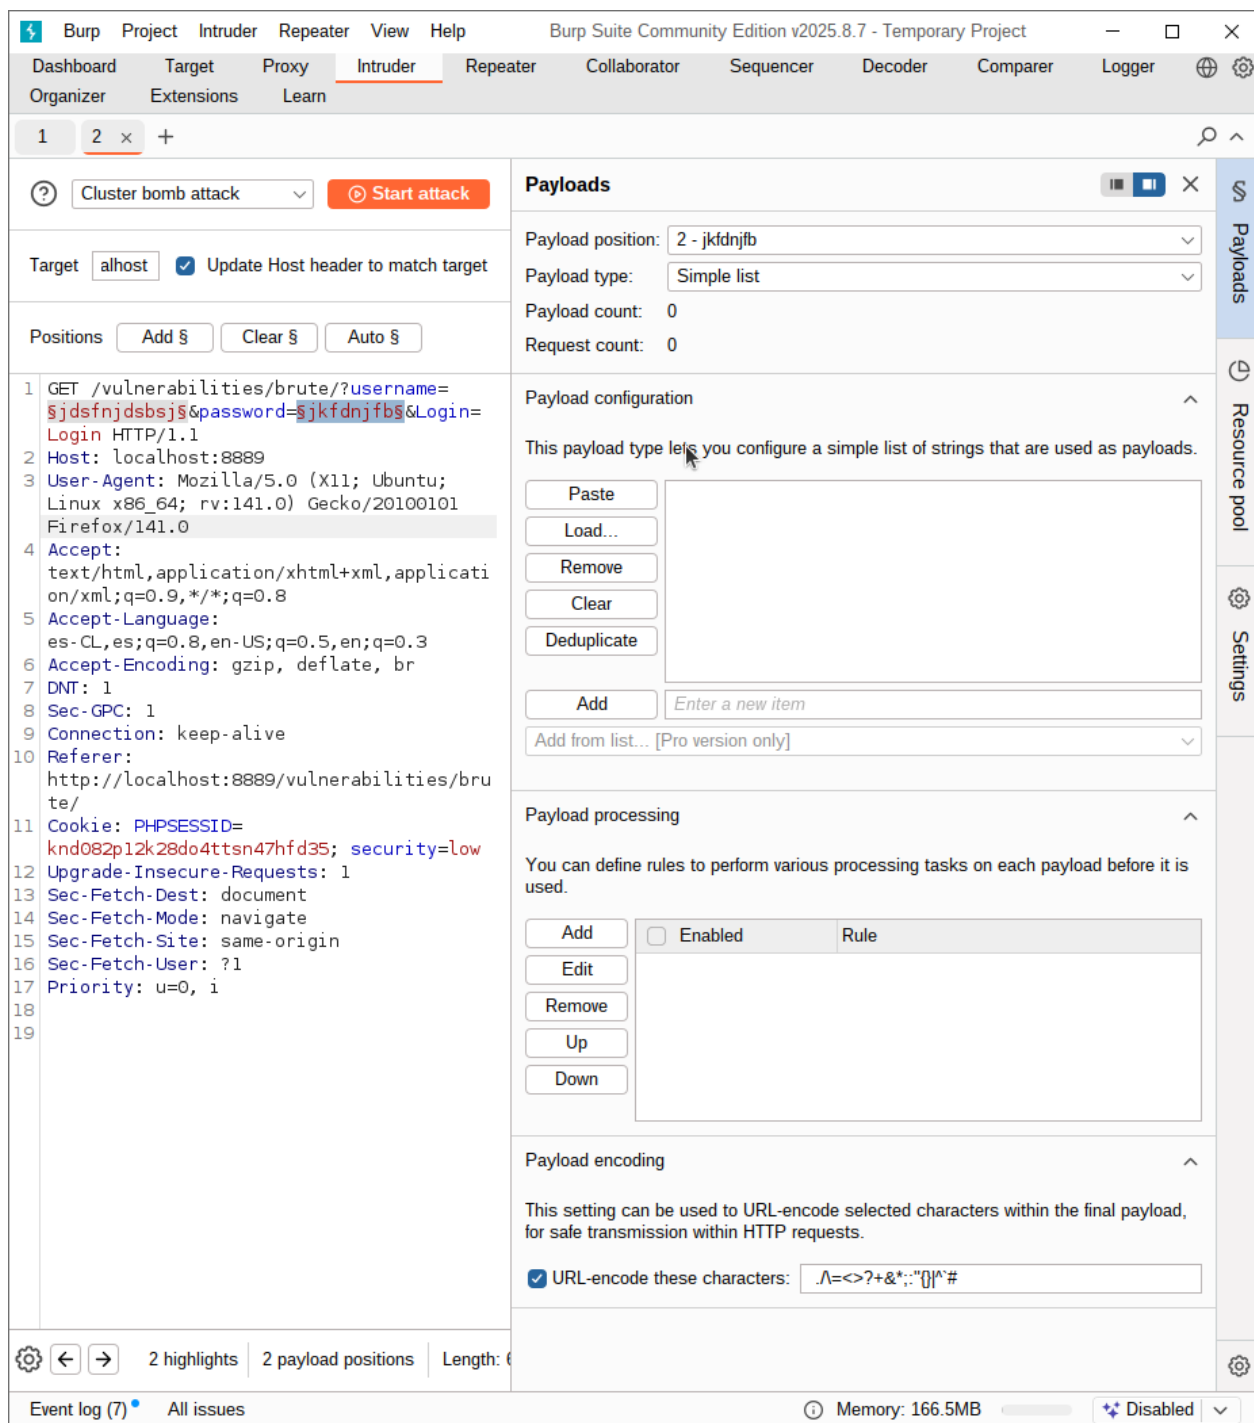 Burp Project Intruder Repeater View Help Burp Suite Community Edition v2025.8.7 - Temporary Project
Dashboard Target Proxy Intruder Repeater Collaborator Sequencer Decoder Comparer Logger
Organizer Extensions Learn
1 2 × +
? Cluster bomb attack Start attack
Target alhost Update Host header to match target
Positions Add § Clear § Auto §
1 GET /vulnerabilities/brute/?username=
§jdsfnjdsbsj§&password=§jkfdnjfb§&Login=
Login HTTP/1.1
2 Host: localhost:8889
3 User-Agent: Mozilla/5.0 (X11; Ubuntu;
Linux x86_64; rv:141.0) Gecko/20100101
Firefox/141.0
4 Accept:
text/html,application/xhtml+xml,applicati
on/xml;q=0.9,*/*;q=0.8
5 Accept-Language:
es-CL,es;q=0.8,en-US;q=0.5,en;q=0.3
6 Accept-Encoding: gzip, deflate, br
7 DNT: 1
8 Sec-GPC: 1
9 Connection: keep-alive
10 Referer:
http://localhost:8889/vulnerabilities/bru
te/
11 Cookie: PHPSESSID=
knd082p12k28do4ttsn47hfd35; security=low
12 Upgrade-Insecure-Requests: 1
13 Sec-Fetch-Dest: document
14 Sec-Fetch-Mode: navigate
15 Sec-Fetch-Site: same-origin
16 Sec-Fetch-User: ?1
17 Priority: u=0, i
18
19
2 highlights 2 payload positions Length: 6
Payloads
Payload position: 2 - jkfdnjfb
Payload type: Simple list
Payload count: 0
Request count: 0
Payload configuration
This payload type lets you configure a simple list of strings that are used as payloads.
Paste
Load...
Remove
Clear
Deduplicate
Add Enter a new item
Add from list... [Pro version only]
Payload processing
You can define rules to perform various processing tasks on each payload before it is
used.
Add Enabled Rule
Edit
Remove
Up
Down
Payload encoding
This setting can be used to URL-encode selected characters within the final payload,
for safe transmission within HTTP requests.
URL-encode these characters: ./\=<>?+&*;:"{}|^`#
§ Payloads
Resource pool
Settings
Event log (7) All issues Memory: 166.5MB Disabled